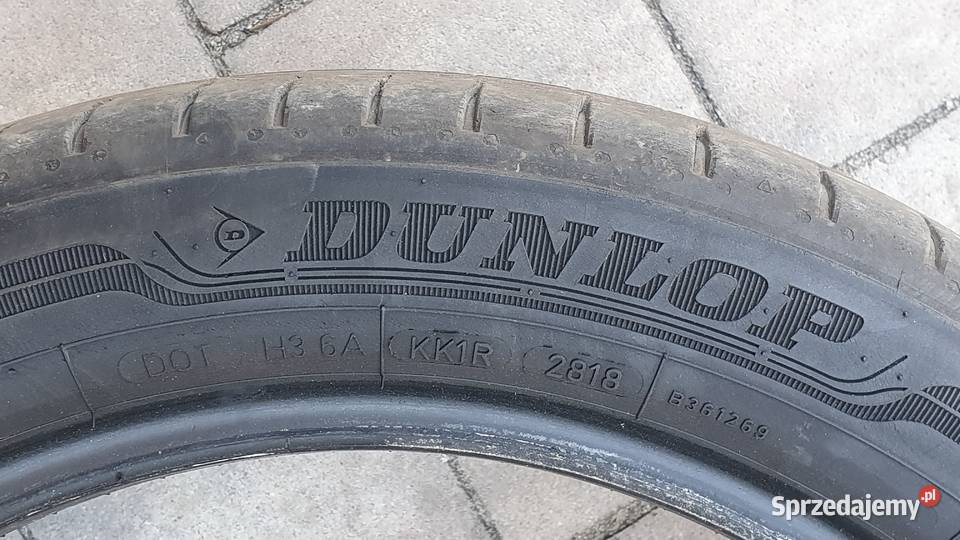 D DUNLOP
DOT H3 6A KK1R 2818 B361269
Sprzedajemy.pl